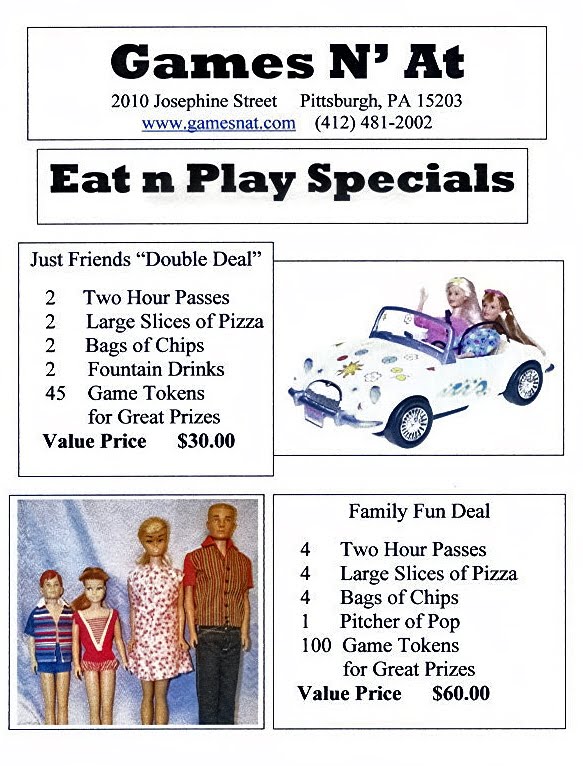 Games N' At
2010 Josephine Street Pittsburgh, PA 15203
www.gamesnat.com (412) 481-2002
Eat n Play Specials
Just Friends “Double Deal”
2 Two Hour Passes
2 Large Slices of Pizza
2 Bags of Chips
2 Fountain Drinks
45 Game Tokens
for Great Prizes
Value Price $30.00
Family Fun Deal
4 Two Hour Passes
4 Large Slices of Pizza
4 Bags of Chips
1 Pitcher of Pop
100 Game Tokens
for Great Prizes
Value Price $60.00